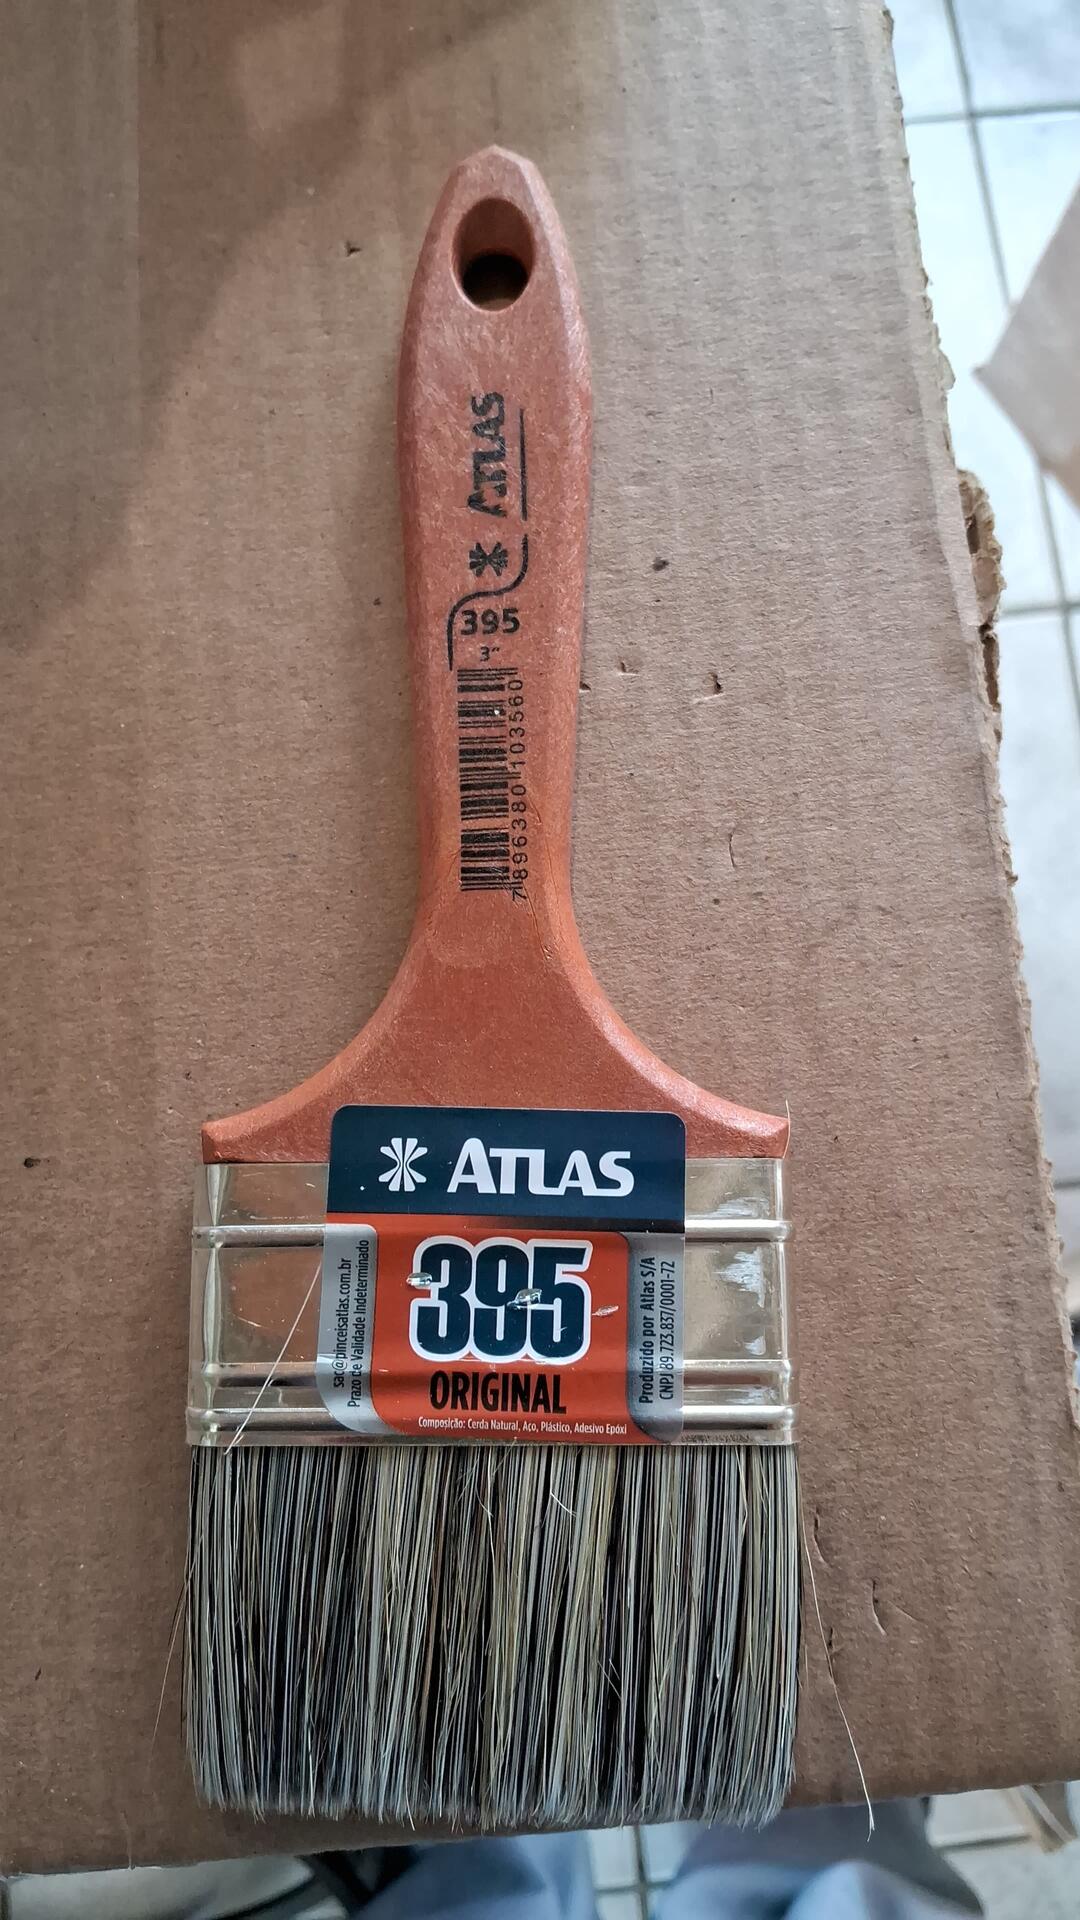 ATLAS
395
3"
7896380103560
ATLAS
395
ORIGINAL
Composição: Cerda Natural, Aço, Plástico, Adesivo Epóxi
sac@pinceisatlas.com.br
Prazo de Validade Indeterminado
Produzido por Atlas S/A
CNPJ 89.723.837/0001-72